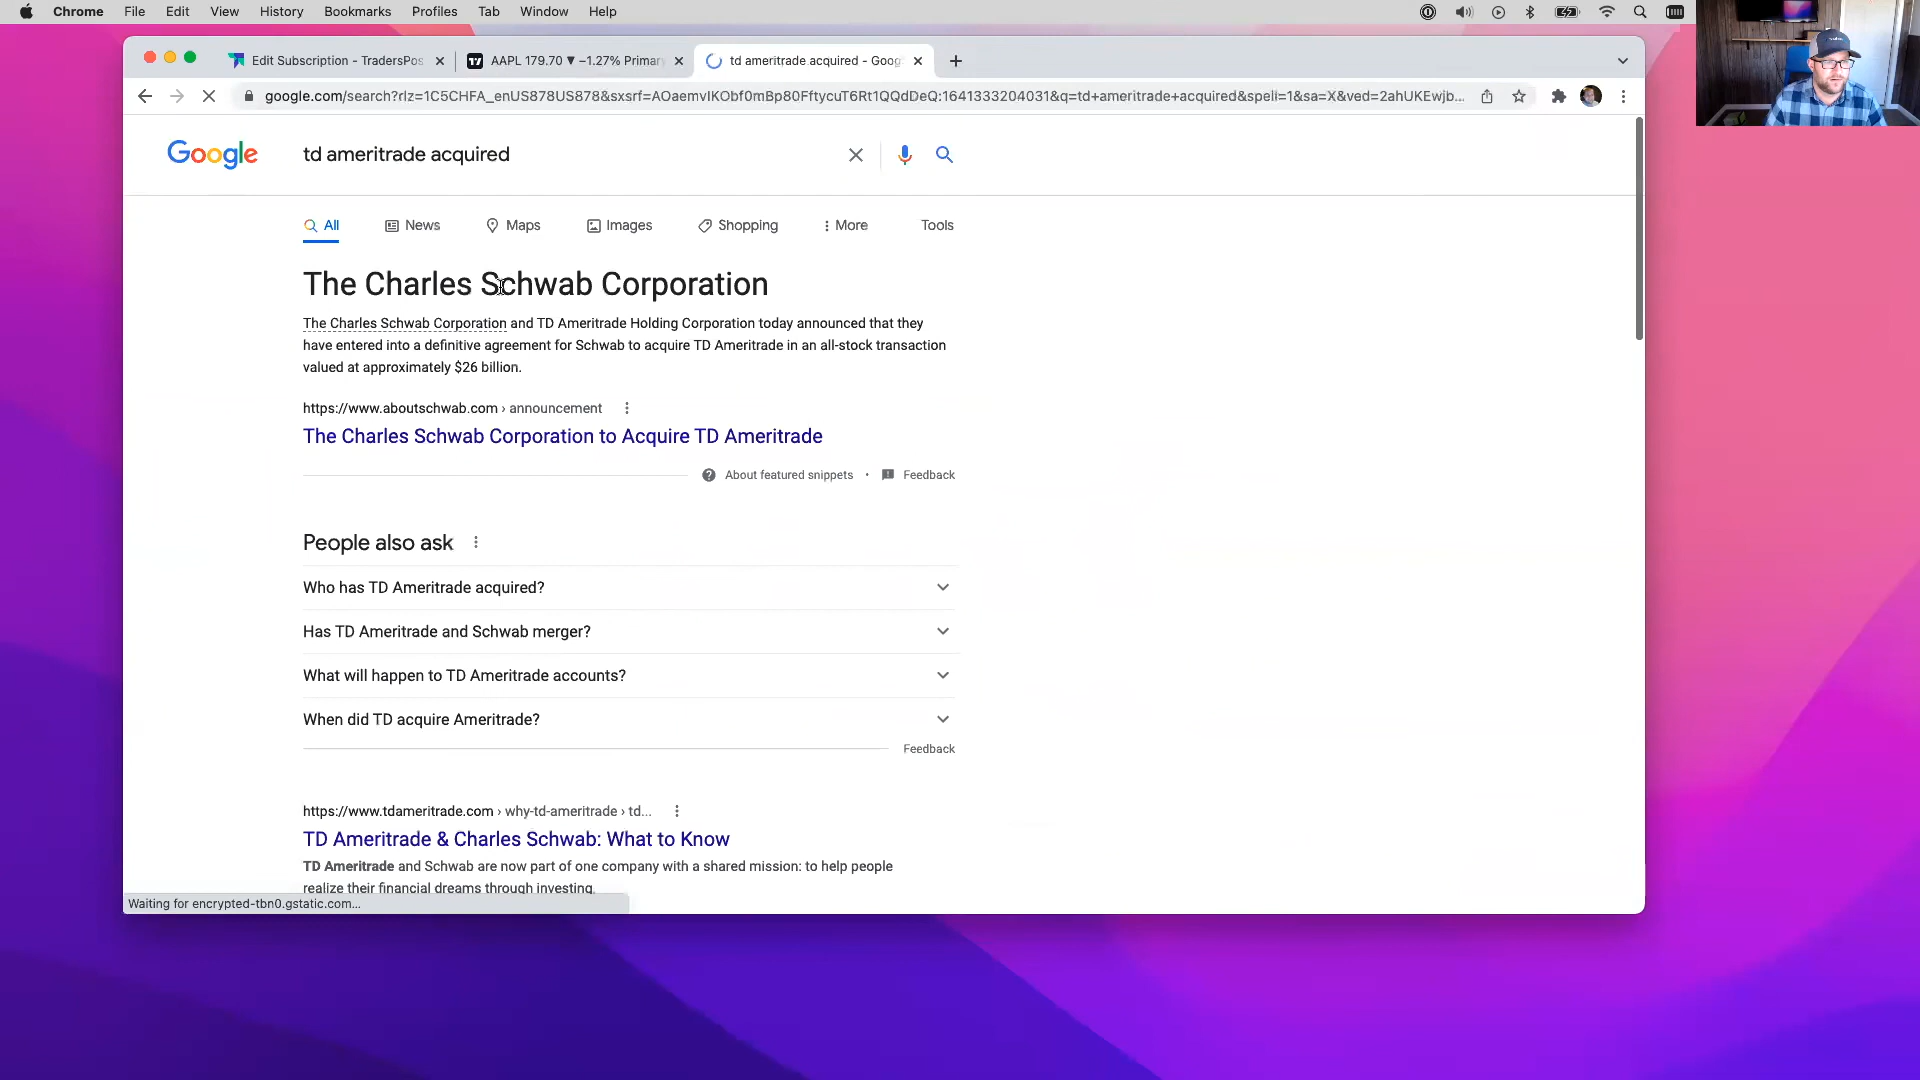 Chrome File Edit View History Bookmarks Profiles Tab Window Help
Edit Subscription - TradersPos
AAPL 179.70 ▼ −1.27% Primary
td ameritrade acquired - Goog
google.com/search?rlz=1C5CHFA_enUS878US878&sxsrf=AOaemvIKObf0mBp80FftycuT6Rt1QQdDeQ:1641333204031&q=td+ameritrade+acquired&spell=1&sa=X&ved=2ahUKEwjb...
Google
td ameritrade acquired
All News Maps Images Shopping More Tools
The Charles Schwab Corporation
The Charles Schwab Corporation and TD Ameritrade Holding Corporation today announced that they
have entered into a definitive agreement for Schwab to acquire TD Ameritrade in an all-stock transaction
valued at approximately $26 billion.
https://www.aboutschwab.com › announcement
The Charles Schwab Corporation to Acquire TD Ameritrade
About featured snippets • Feedback
People also ask
Who has TD Ameritrade acquired?
Has TD Ameritrade and Schwab merger?
What will happen to TD Ameritrade accounts?
When did TD acquire Ameritrade?
Feedback
https://www.tdameritrade.com › why-td-ameritrade › td...
TD Ameritrade & Charles Schwab: What to Know
TD Ameritrade and Schwab are now part of one company with a shared mission: to help people
realize their financial dreams through investing.
Waiting for encrypted-tbn0.gstatic.com...